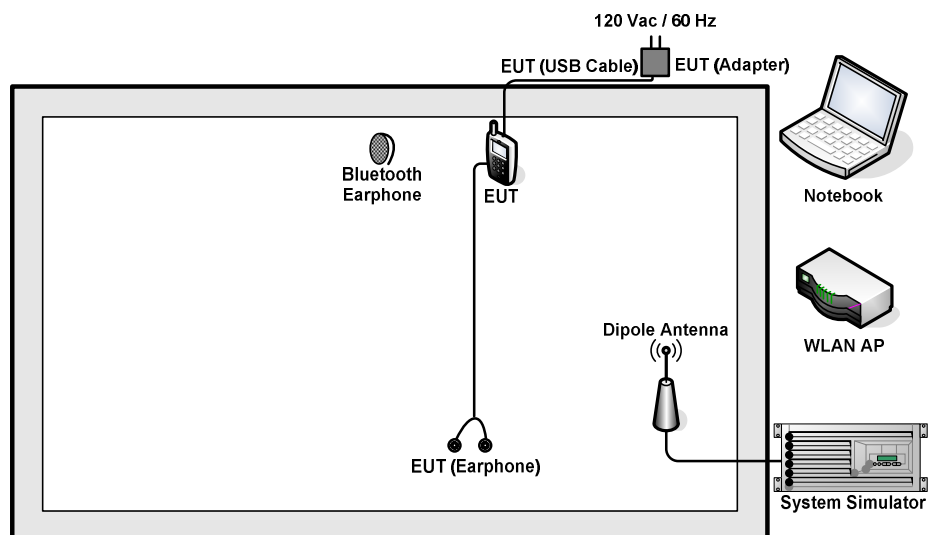 120 Vac / 60 Hz
EUT (USB Cable)
EUT (Adapter)
Bluetooth
Earphone
EUT
Notebook
WLAN AP
Dipole Antenna
EUT (Earphone)
System Simulator